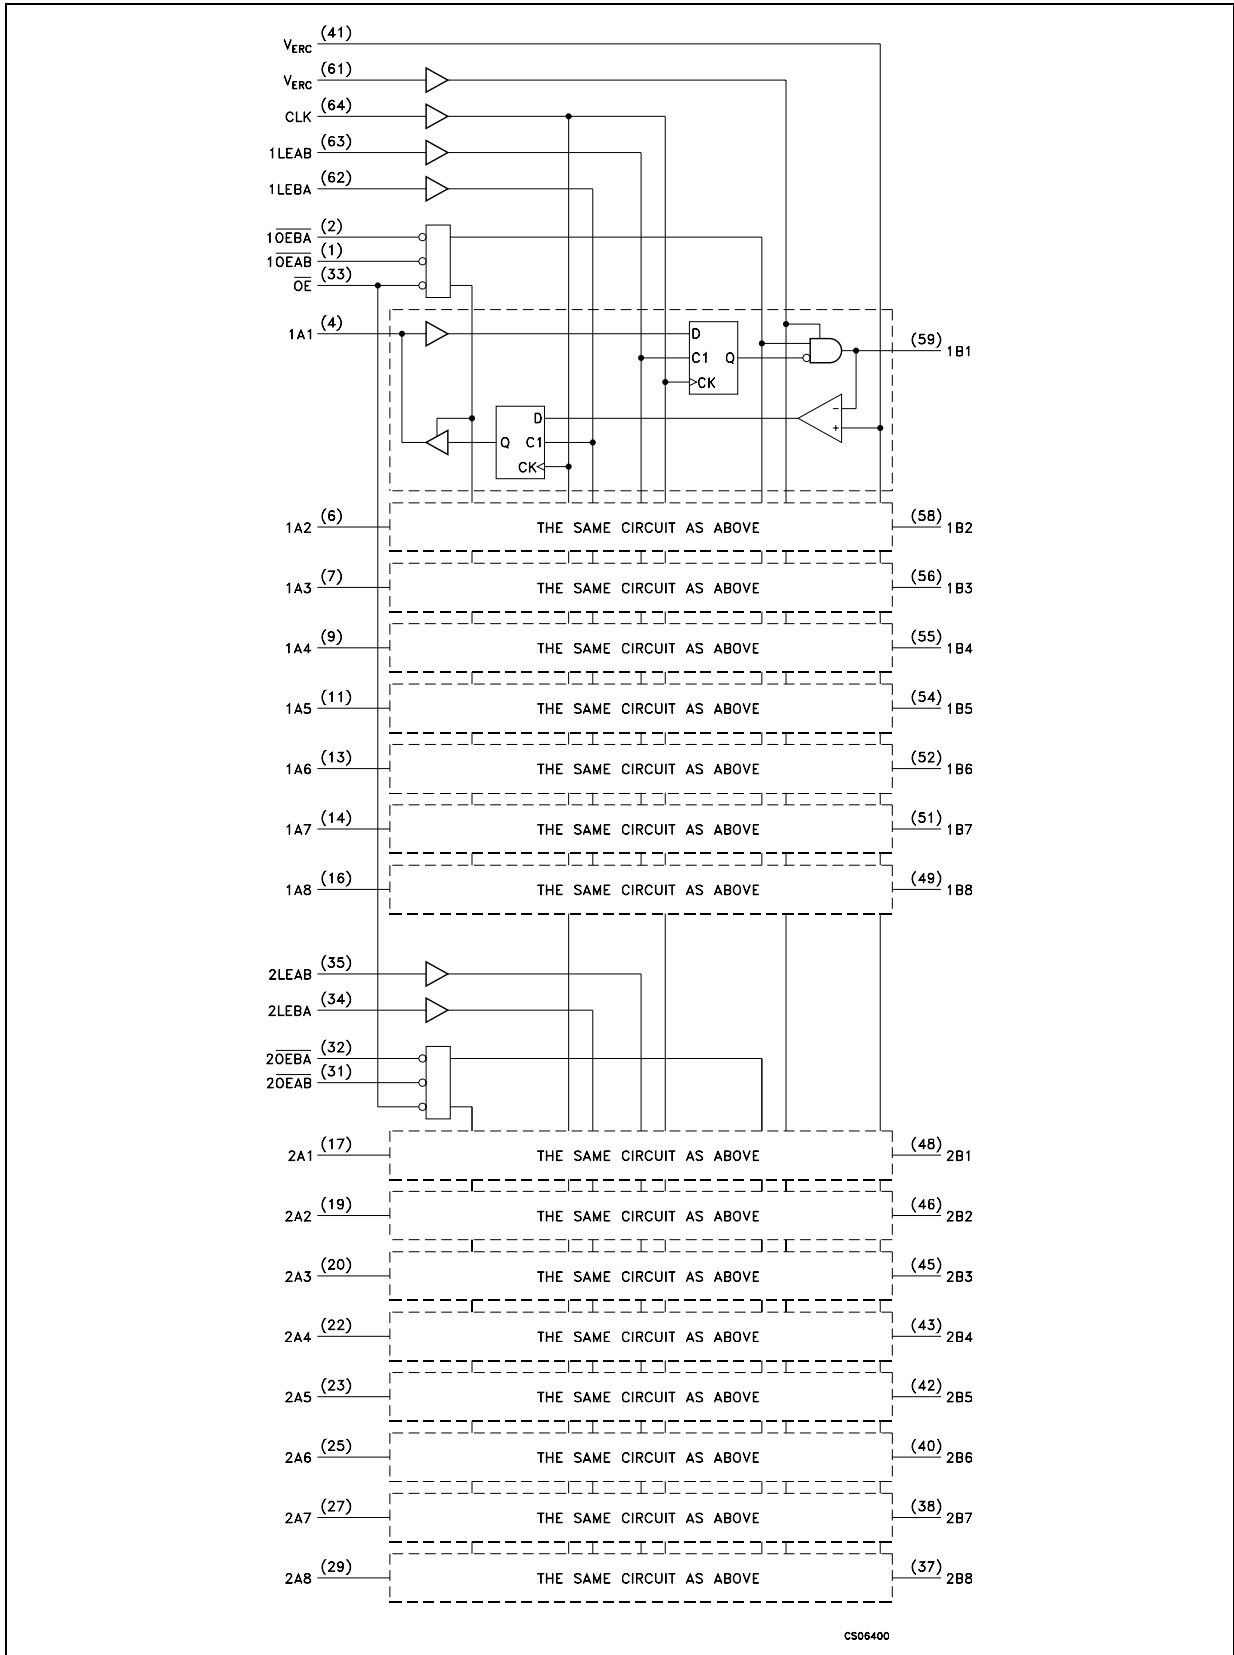 VERC (41)
VERC (61)
CLK (64)
1LEAB (63)
1LEBA (62)
1OEBA (2)
1OEAB (1)
OE (33)
1A1 (4)
D
C1 Q
CK
(59) 1B1
-
+
D
Q C1
CK
1A2 (6) THE SAME CIRCUIT AS ABOVE (58) 1B2
1A3 (7) THE SAME CIRCUIT AS ABOVE (56) 1B3
1A4 (9) THE SAME CIRCUIT AS ABOVE (55) 1B4
1A5 (11) THE SAME CIRCUIT AS ABOVE (54) 1B5
1A6 (13) THE SAME CIRCUIT AS ABOVE (52) 1B6
1A7 (14) THE SAME CIRCUIT AS ABOVE (51) 1B7
1A8 (16) THE SAME CIRCUIT AS ABOVE (49) 1B8
2LEAB (35)
2LEBA (34)
2OEBA (32)
2OEAB (31)
2A1 (17) THE SAME CIRCUIT AS ABOVE (48) 2B1
2A2 (19) THE SAME CIRCUIT AS ABOVE (46) 2B2
2A3 (20) THE SAME CIRCUIT AS ABOVE (45) 2B3
2A4 (22) THE SAME CIRCUIT AS ABOVE (43) 2B4
2A5 (23) THE SAME CIRCUIT AS ABOVE (42) 2B5
2A6 (25) THE SAME CIRCUIT AS ABOVE (40) 2B6
2A7 (27) THE SAME CIRCUIT AS ABOVE (38) 2B7
2A8 (29) THE SAME CIRCUIT AS ABOVE (37) 2B8
CS06400